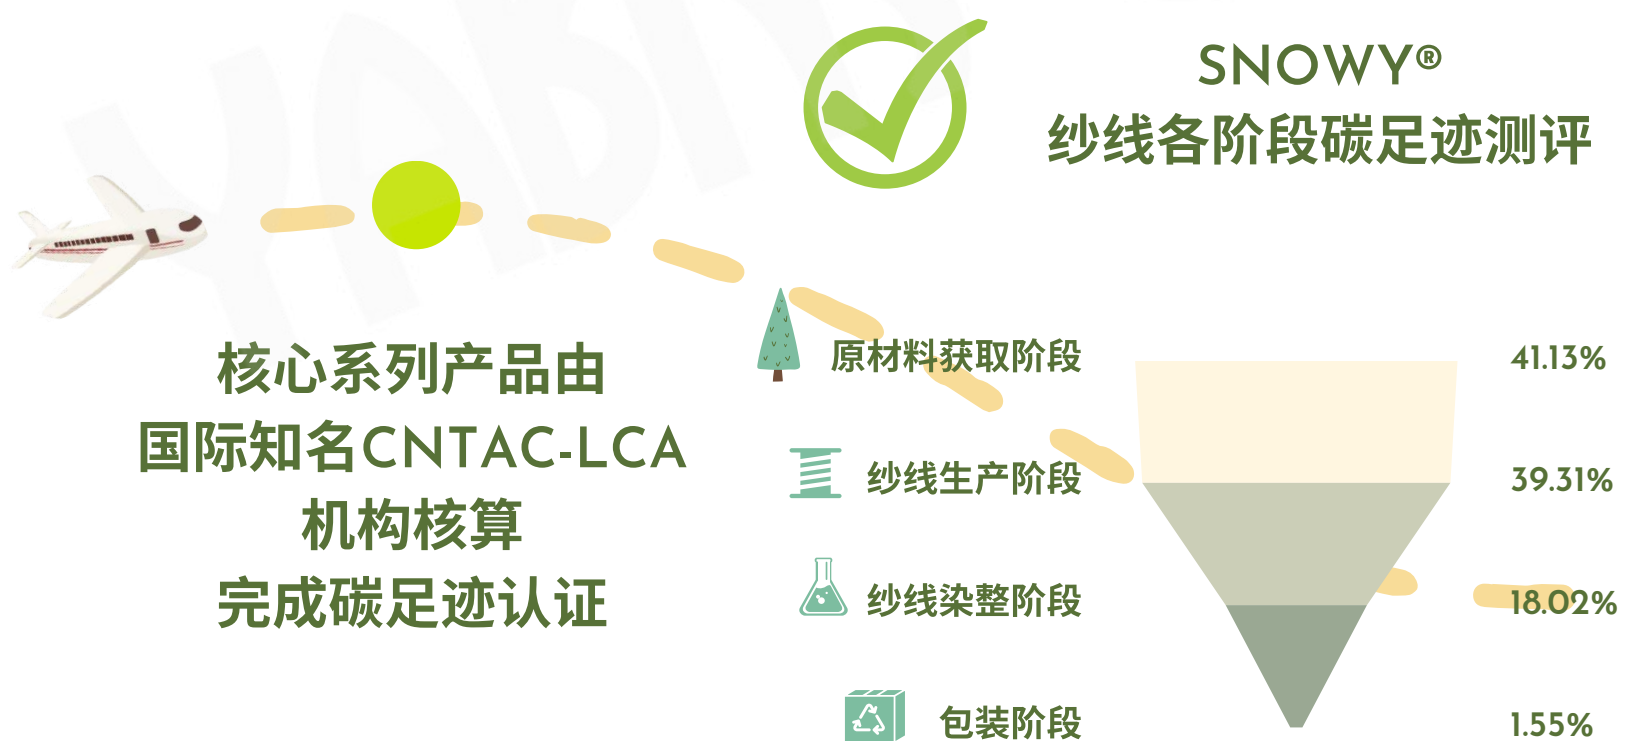 SNOWY®
纱线各阶段碳足迹测评
核心系列产品由
国际知名CNTAC-LCA
机构核算
完成碳足迹认证
原材料获取阶段
41.13%
纱线生产阶段
39.31%
纱线染整阶段
18.02%
包装阶段
1.55%